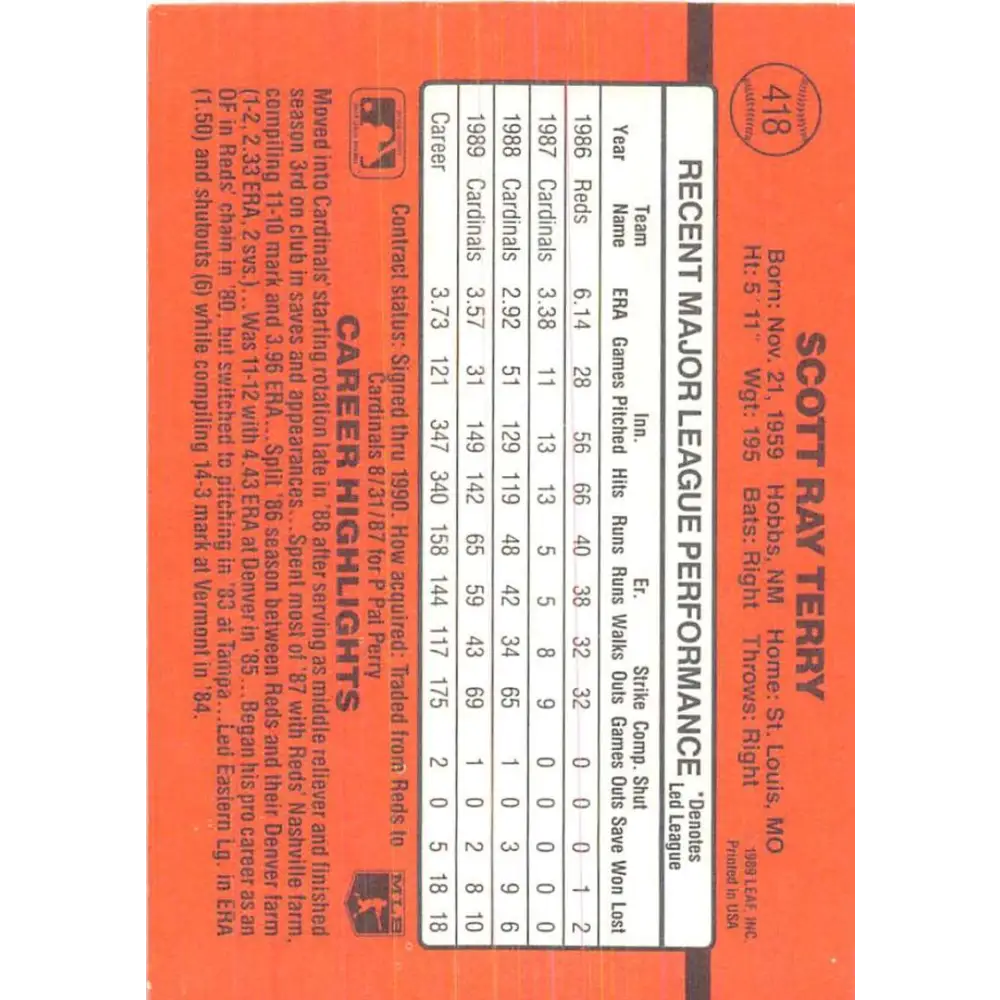 418
SCOTT RAY TERRY
Born: Nov. 21, 1959 Hobbs, NM Home: St. Louis, MO
Ht: 5' 11" Wgt: 195 Bats: Right Throws: Right
1989 LEAF, INC.
Printed in USA
RECENT MAJOR LEAGUE PERFORMANCE *Denotes Led League
Team Inn. Er. Strike Comp. Shut
Year Name ERA Games Pitched Hits Runs Runs Walks Outs Games Outs Save Won Lost
1986 Reds 6.14 28 56 66 40 38 32 32 0 0 0 1 2
1987 Cardinals 3.38 11 13 13 5 5 8 9 0 0 0 0 0
1988 Cardinals 2.92 51 129 119 48 42 34 65 1 0 3 9 6
1989 Cardinals 3.57 31 149 142 65 59 43 69 1 0 2 8 10
Career 3.73 121 347 340 158 144 117 175 2 0 5 18 18
Contract status: Signed thru 1990. How acquired: Traded from Reds to
Cardinals 8/31/87 for P Pat Perry
MLB
CAREER HIGHLIGHTS
Moved into Cardinals' starting rotation late in '88 after serving as middle reliever and finished
season 3rd on club in saves and appearances...Spent most of '87 with Reds' Nashville farm,
compiling 11-10 mark and 3.96 ERA...Split '86 season between Reds and their Denver farm
(1-2, 2.33 ERA, 2 svs.)...Was 11-12 with 4.43 ERA at Denver in '85...Began his pro career as an
OF in Reds' chain in '80, but switched to pitching in '83 at Tampa...Led Eastern Lg. in ERA
(1.50) and shutouts (6) while compiling 14-3 mark at Vermont in '84.